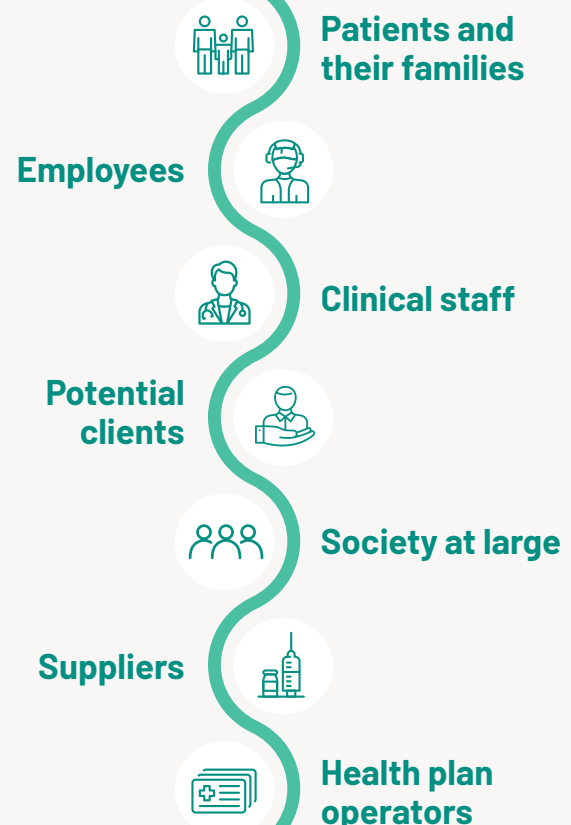 Patients and
their families
Employees
Clinical staff
Potential
clients
Society at large
Suppliers
Health plan
operators